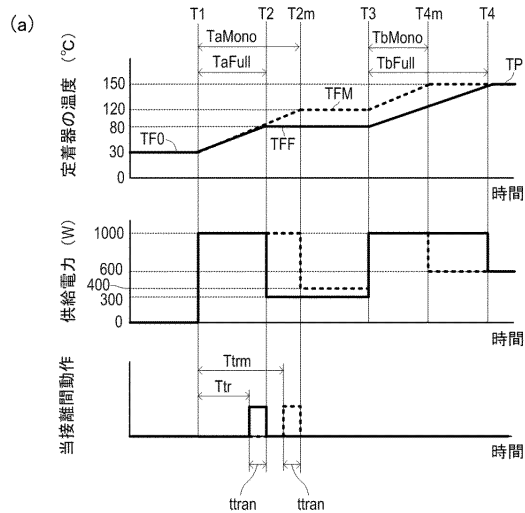 (a)
T1 T2 T2m T3 T4m T4
TaMono TbMono
TaFull TbFull
定着器の温度 (℃)
150
120
80
30
0
TF0
TFM
TFF
TP
時間
供給電力 (W)
1000
600
400
300
0
時間
当接離間動作
Ttrm
Ttr
時間
ttran ttran